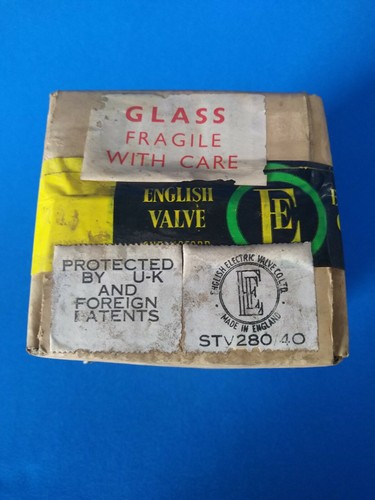 GLASS
FRAGILE
WITH CARE
ENGLISH
VALVE
EE
PROTECTED
BY U-K
AND
FOREIGN
PATENTS
ENGLISH ELECTRIC VALVE CO. LTD.
EE
MADE IN ENGLAND
STV280/40